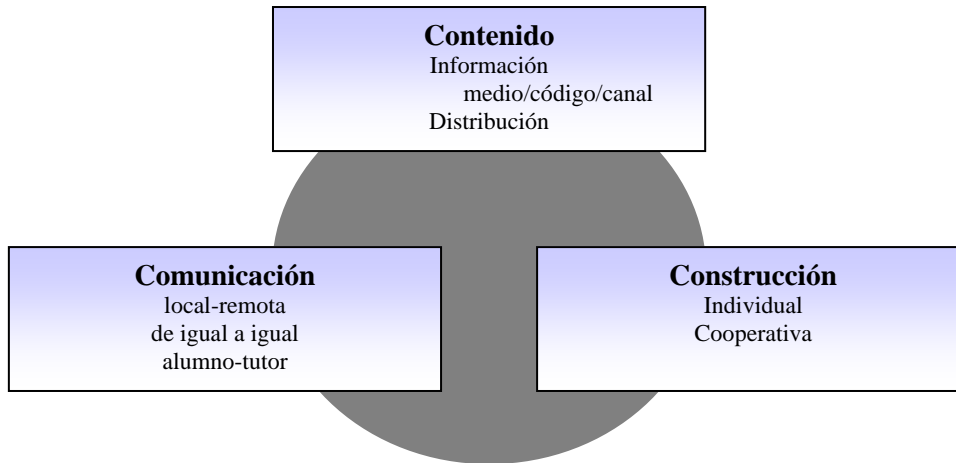 Contenido
Información
medio/código/canal
Distribución
Comunicación
local-remota
de igual a igual
alumno-tutor
Construcción
Individual
Cooperativa